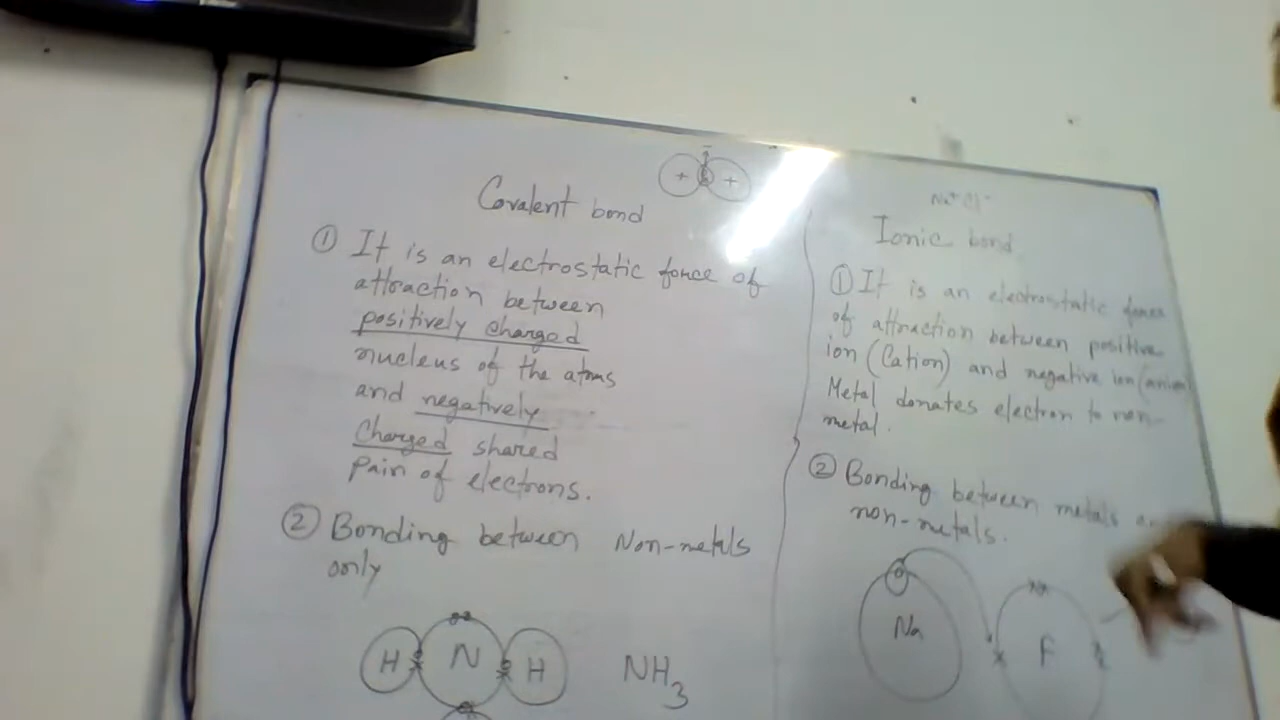 Covalent bond
① It is an electrostatic force of
attraction between
positively charged
nucleus of the atoms
and negatively
charged shared
pair of electrons.
② Bonding between Non-metals
only
H N H NH3
Na+ Cl-
Ionic bond
① It is an electrostatic force
of attraction between positive
ion (Cation) and negative ion (anion)
Metal donates electron to non-
metal.
② Bonding between metals
non-metals.
Na F